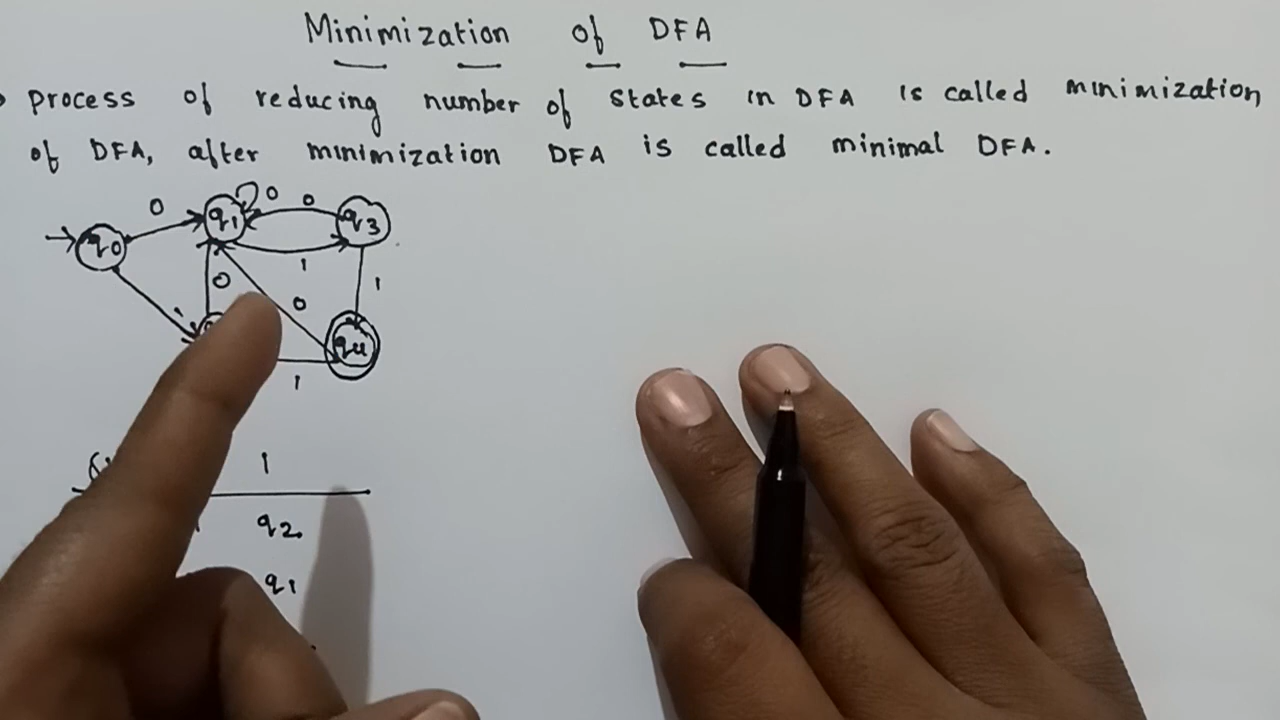 Minimization of DFA
process of reducing number of states in DFA is called minimization
of DFA, after minimization DFA is called minimal DFA.
0 0 0
q0 q1 q3
1
0 1
1 0
q4
1
1
q2
q1